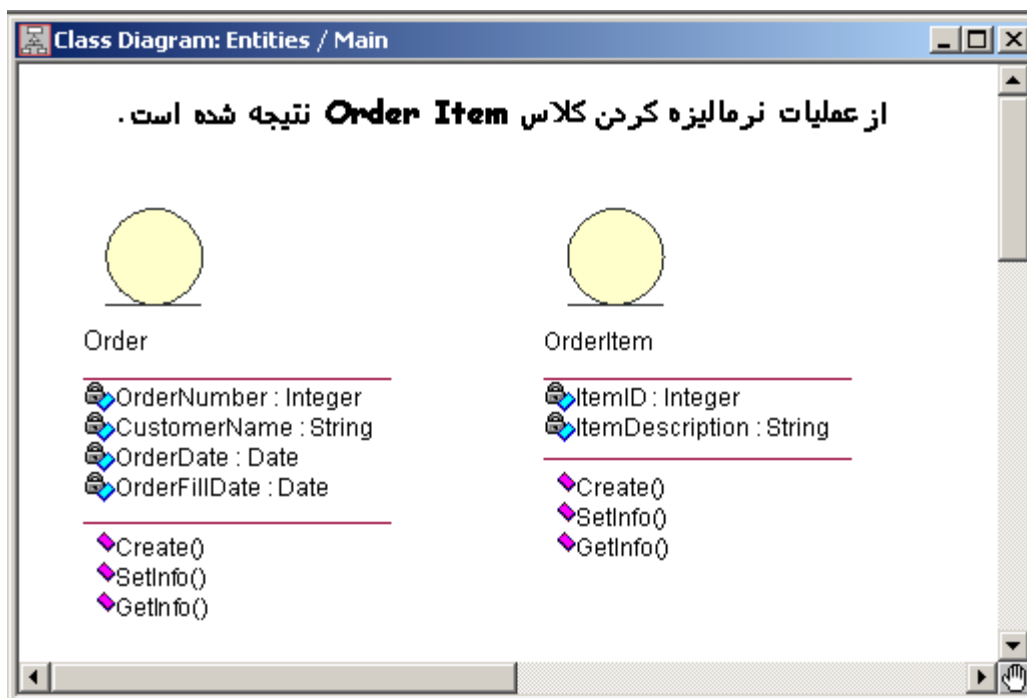 Class Diagram: Entities / Main
از عملیات نرمالیزه کردن کلاس Order Item نتیجه شده است.
Order
OrderNumber : Integer
CustomerName : String
OrderDate : Date
OrderFillDate : Date
Create()
SetInfo()
GetInfo()
OrderItem
ItemID : Integer
ItemDescription : String
Create()
SetInfo()
GetInfo()